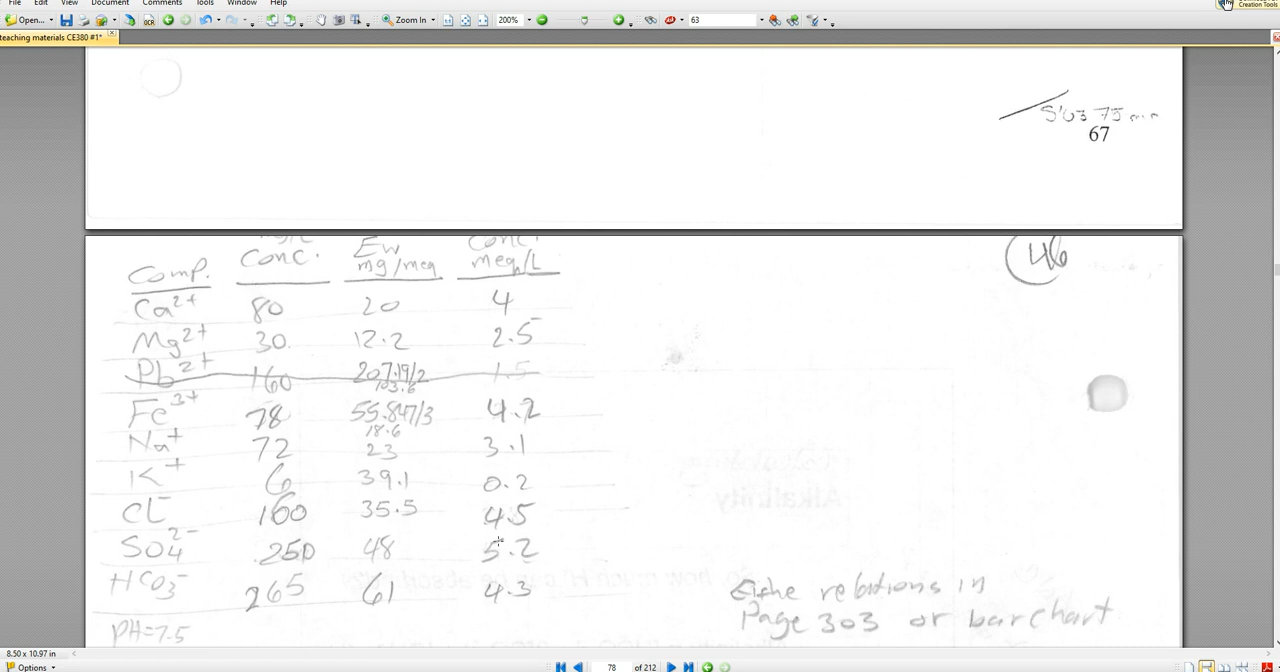 File Edit View Document Comments Tools Window Help
Open... Zoom In 200% 63 Creation Tools
teaching materials CE380 #1*
67
46
Conc. Ew Conc.
Comp. mg/meq meq/L
Ca2+ 80 20 4
Mg2+ 30 12.2 2.5
Pb2+ 160 207.19/2 1.5
103.6
Fe3+ 78 55.847/3 4.2
18.6
Na+ 72 23 3.1
K+ 6 39.1 0.2
Cl- 160 35.5 4.5
SO42- 250 48 5.2
HCO3- 265 61 4.3
PH=7.5
relations in
Page 303 or barchart
8.50 x 10.97 in
Options 78 of 212